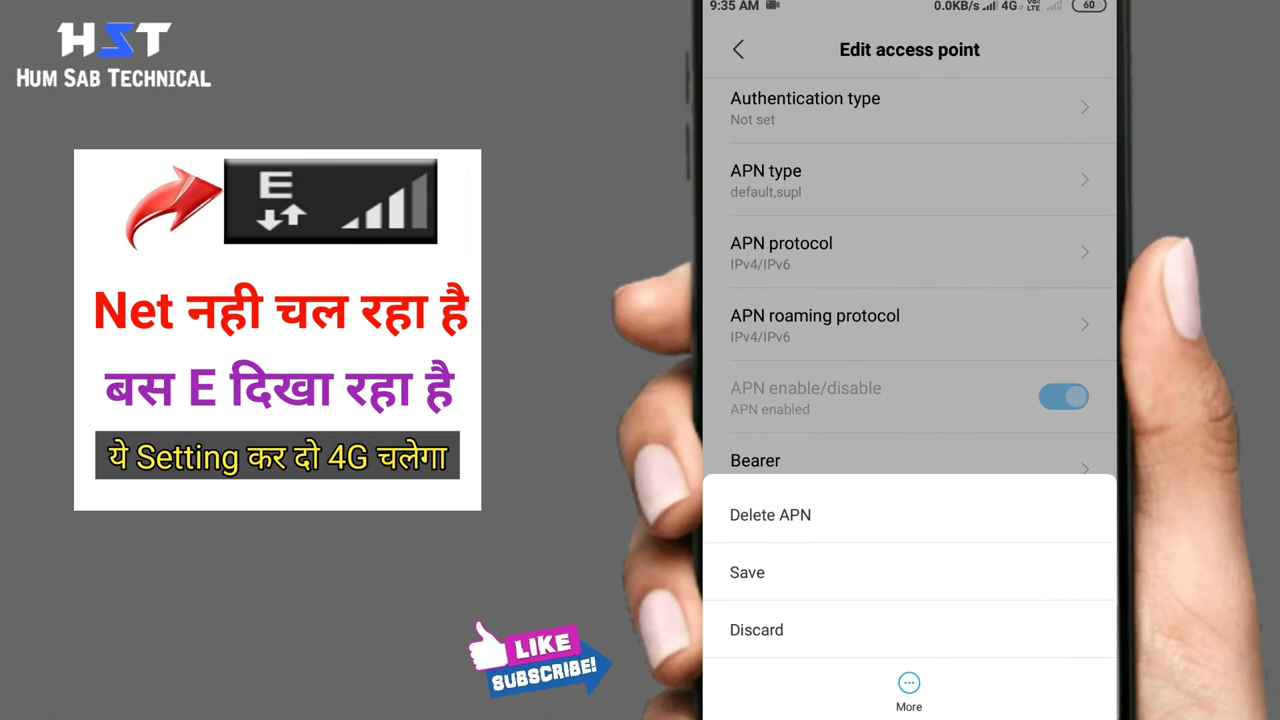 HST
HUM SAB TECHNICAL
E
Net नही चल रहा है
बस E दिखा रहा है
ये Setting कर दो 4G चलेगा
LIKE
SUBSCRIBE!
9:35 AM 0.0KB/s 4G Vo LTE 60
Edit access point
Authentication type
Not set
APN type
default,supl
APN protocol
IPv4/IPv6
APN roaming protocol
IPv4/IPv6
APN enable/disable
APN enabled
Bearer
Delete APN
Save
Discard
More